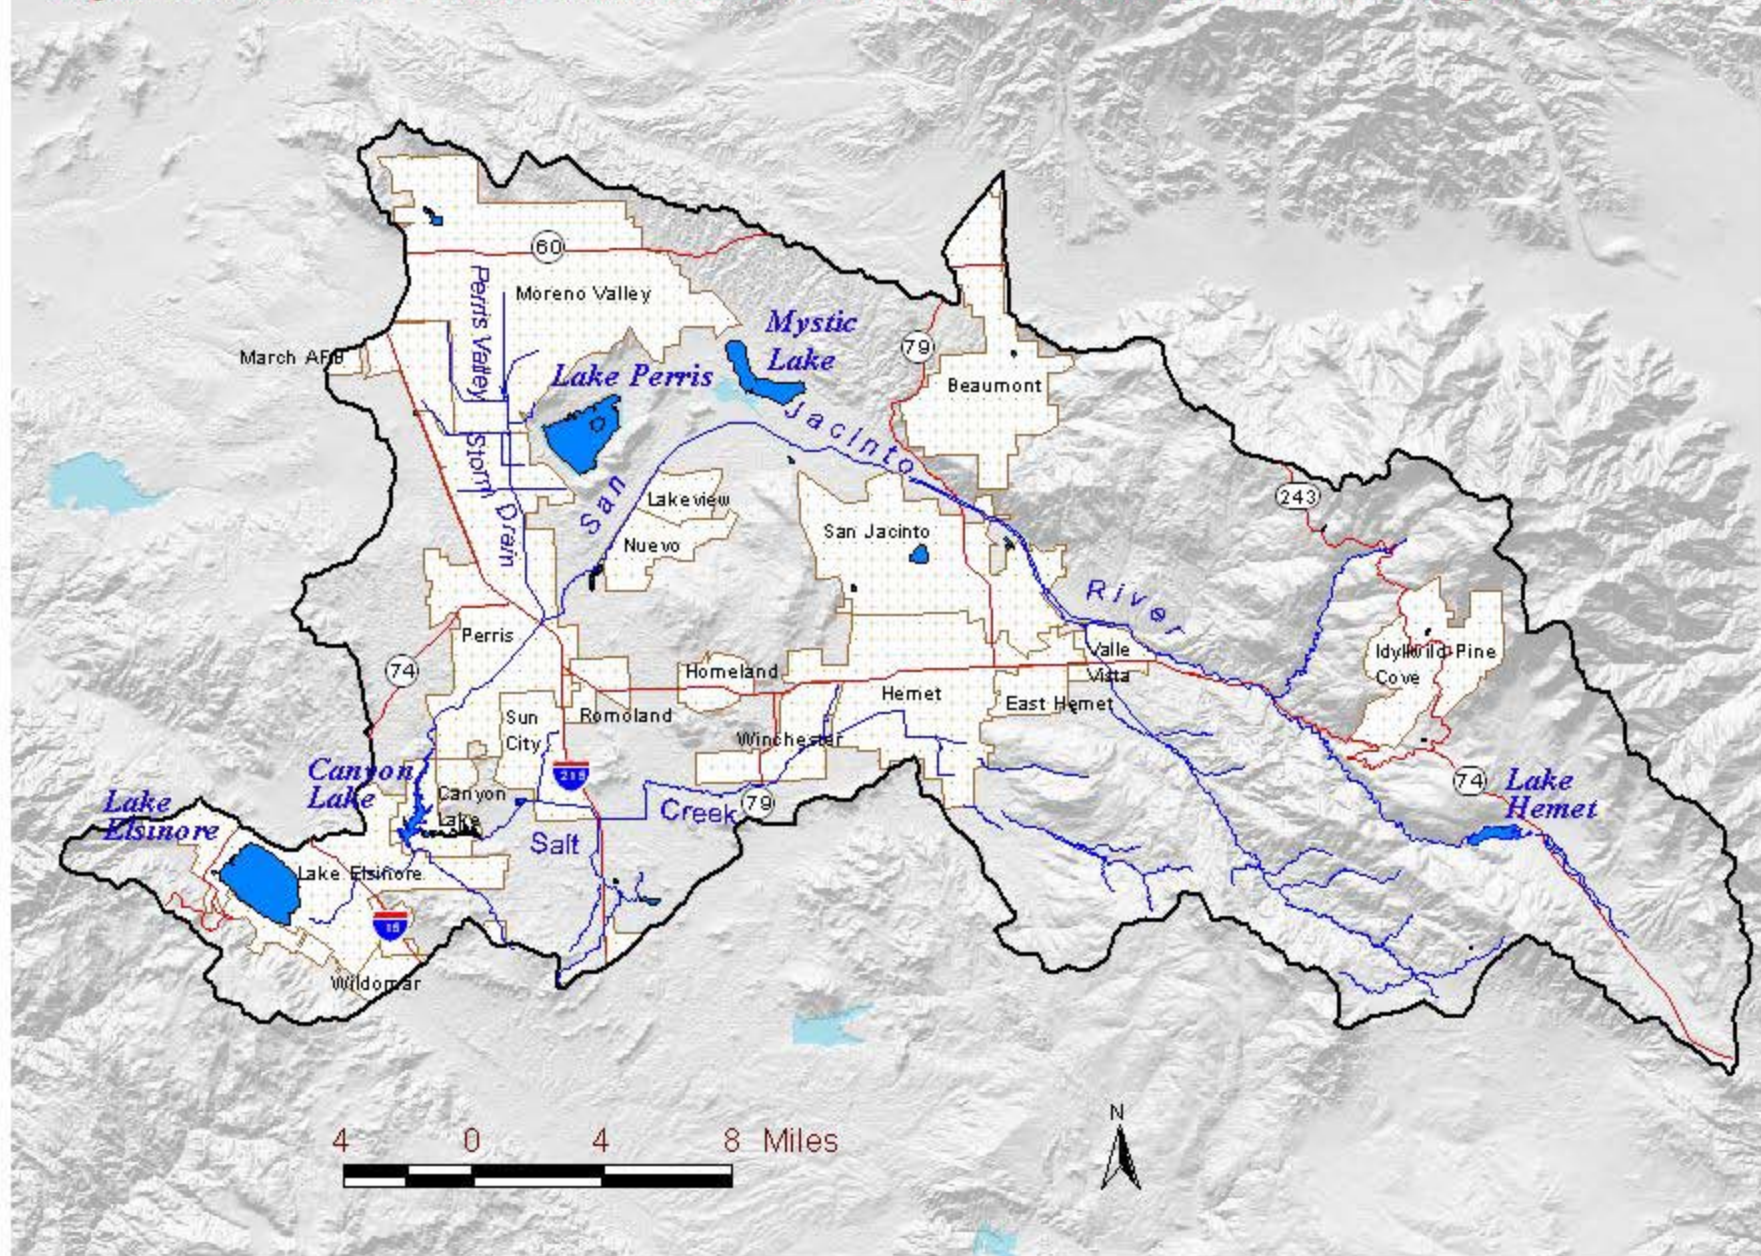 60
Moreno Valley
Perris Valley
Storm
Drain
March AFB
Mystic
Lake
Lake Perris
79
Beaumont
San
Jacinto
River
243
Lakeview
Nuevo
San Jacinto
Perris
74
Homeland
Romoland
Hemet
Valle
Vista
East Hemet
Idyllwild-Pine
Cove
Sun
City
Winchester
Canyon
Lake
215
Canyon
Lake
Lake
Elsinore
Salt
Creek
79
74
Lake
Hemet
Lake Elsinore
15
Wildomar
4 0 4 8 Miles
N